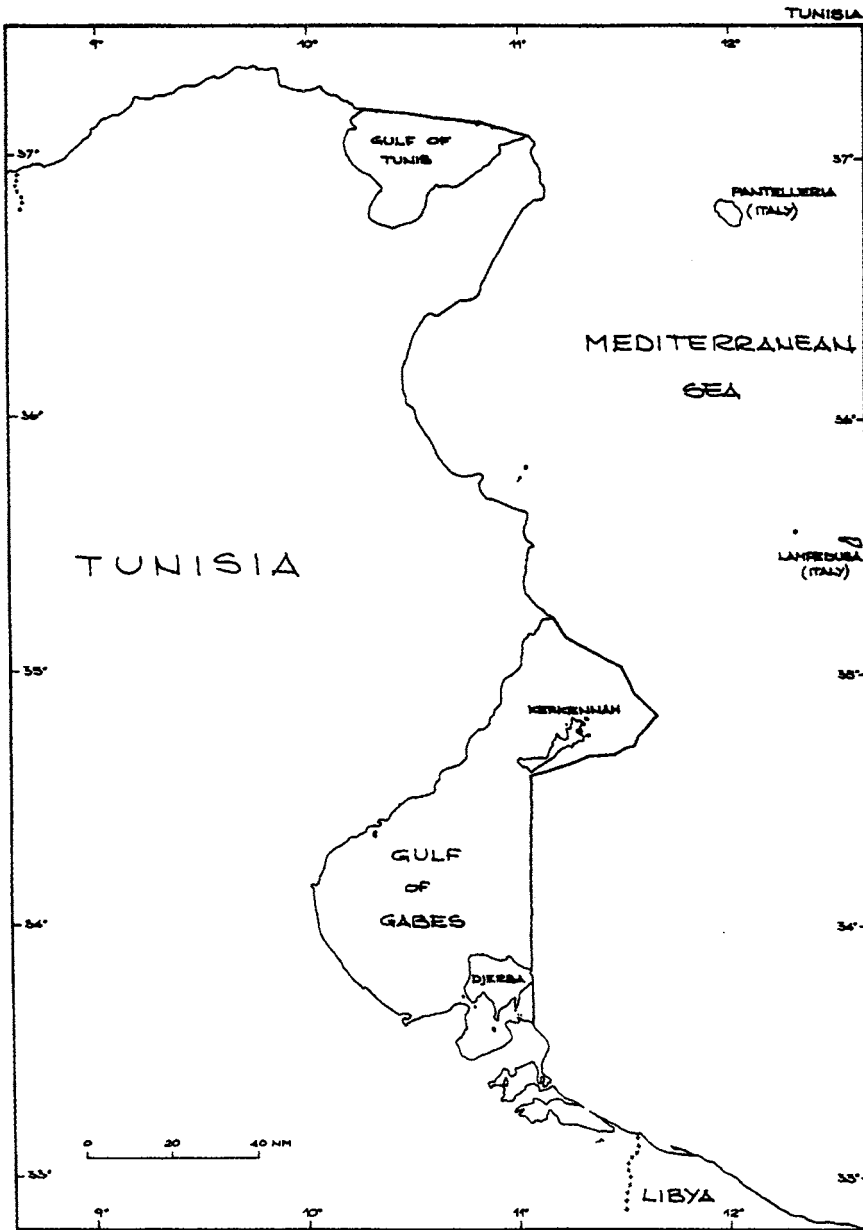 TUNISIA
9° 10° 11° 12°
GULF OF
TUNIS
37° 37°
PANTELLERIA
(ITALY)
MEDITERRANEAN
SEA
36° 36°
TUNISIA
LAMPEDUSA
(ITALY)
35° 35°
KERKENNAH
GULF
OF
GABES
34° 34°
DJERBA
0 20 40 NM
33° 33°
LIBYA
9° 10° 11° 12°